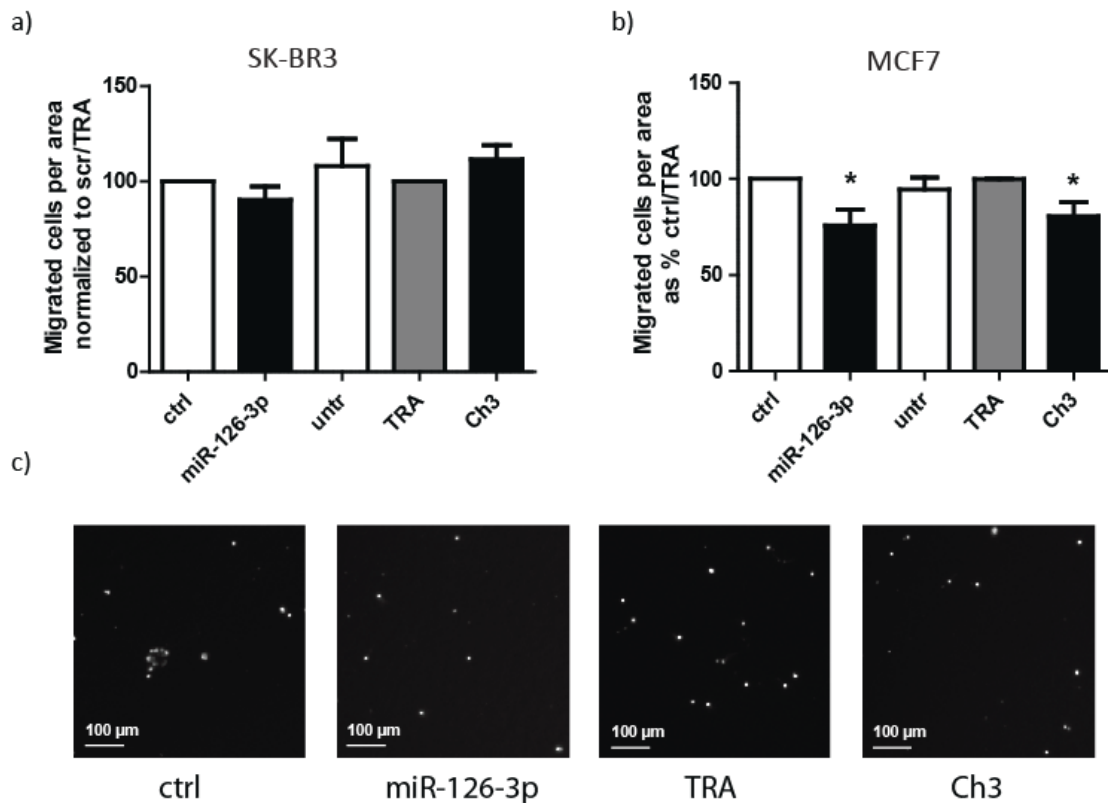 a)
SK-BR3
Migrated cells per area
normalized to scr/TRA
150
100
50
0
ctrl
miR-126-3p
untr
TRA
Ch3
b)
MCF7
Migrated cells per area
as % ctrl/TRA
150
100
50
0
*
*
ctrl
miR-126-3p
untr
TRA
Ch3
c)
100 µm
100 µm
100 µm
100 µm
ctrl
miR-126-3p
TRA
Ch3